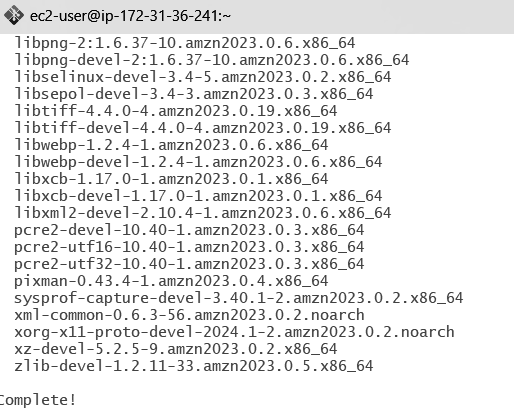 ec2-user@ip-172-31-36-241:~
libpng-2:1.6.37-10.amzn2023.0.6.x86_64
libpng-devel-2:1.6.37-10.amzn2023.0.6.x86_64
libselinux-devel-3.4-5.amzn2023.0.2.x86_64
libsepol-devel-3.4-3.amzn2023.0.3.x86_64
libtiff-4.4.0-4.amzn2023.0.19.x86_64
libtiff-devel-4.4.0-4.amzn2023.0.19.x86_64
libwebp-1.2.4-1.amzn2023.0.6.x86_64
libwebp-devel-1.2.4-1.amzn2023.0.6.x86_64
libxcb-1.17.0-1.amzn2023.0.1.x86_64
libxcb-devel-1.17.0-1.amzn2023.0.1.x86_64
libxml2-devel-2.10.4-1.amzn2023.0.6.x86_64
pcre2-devel-10.40-1.amzn2023.0.3.x86_64
pcre2-utf16-10.40-1.amzn2023.0.3.x86_64
pcre2-utf32-10.40-1.amzn2023.0.3.x86_64
pixman-0.43.4-1.amzn2023.0.4.x86_64
sysprof-capture-devel-3.40.1-2.amzn2023.0.2.x86_64
xml-common-0.6.3-56.amzn2023.0.2.noarch
xorg-x11-proto-devel-2024.1-2.amzn2023.0.2.noarch
xz-devel-5.2.5-9.amzn2023.0.2.x86_64
zlib-devel-1.2.11-33.amzn2023.0.5.x86_64
Complete!